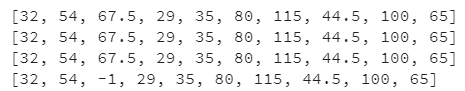 [32, 54, 67.5, 29, 35, 80, 115, 44.5, 100, 65]
[32, 54, 67.5, 29, 35, 80, 115, 44.5, 100, 65]
[32, 54, 67.5, 29, 35, 80, 115, 44.5, 100, 65]
[32, 54, -1, 29, 35, 80, 115, 44.5, 100, 65]